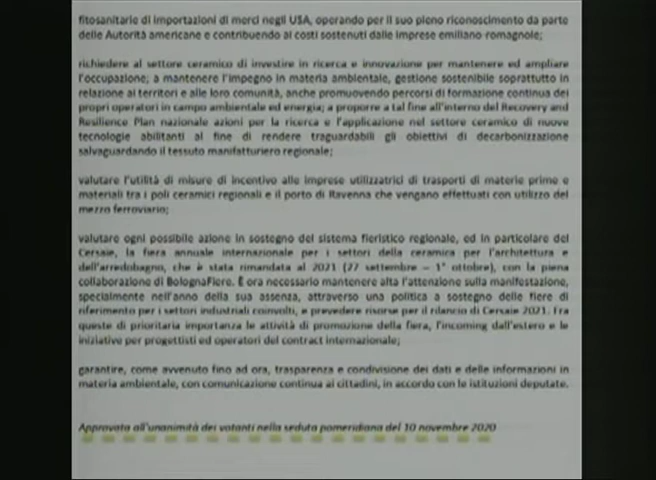 fitosanitario di importazioni di merci negli USA, operando per il suo pieno riconoscimento da parte
delle Autorità americane e contribuendo ai costi sostenuti dalle imprese emiliano-romagnole;
richiedere al settore ceramico di investire in ricerca e innovazione per mantenere ed ampliare
l'occupazione; a mantenere l'impegno in materia ambientale, gestione sostenibile soprattutto in
relazione ai territori e alle loro comunità, anche promuovendo percorsi di formazione continua dei
propri operatori in campo ambientale ed energia; a proporre a tal fine all'interno del Recovery and
Resilience Plan nazionale azioni per la ricerca e l'applicazione nel settore ceramico di nuove
tecnologie abilitanti al fine di rendere traguardabili gli obiettivi di decarbonizzazione
salvaguardando il tessuto manifatturiero regionale;
valutare l'utilità di misure di incentivo alle imprese utilizzatrici di trasporti di materie prime e
materiali tra i poli ceramici regionali e il porto di Ravenna che vengano effettuati con utilizzo del
mezzo ferroviario;
valutare ogni possibile azione in sostegno del sistema fieristico regionale, ed in particolare del
Cersaie, la fiera annuale internazionale per i settori della ceramica per l'architettura e
dell'arredobagno, che è stata rimandata al 2021 (27 settembre – 1° ottobre), con la piena
collaborazione di BolognaFiere. È ora necessario mantenere alta l'attenzione sulla manifestazione,
specialmente nell'anno della sua assenza, attraverso una politica a sostegno delle fiere di
riferimento per i settori industriali coinvolti, e prevedere risorse per il rilancio di Cersaie 2021. Fra
queste di prioritaria importanza le attività di promozione della fiera, l'incoming dall'estero e le
iniziative per progettisti ed operatori del contract internazionale;
garantire, come avvenuto fino ad ora, trasparenza e condivisione dei dati e delle informazioni in
materia ambientale, con comunicazione continua ai cittadini, in accordo con le istituzioni deputate.
Approvata all'unanimità dei votanti nella seduta pomeridiana del 10 novembre 2020